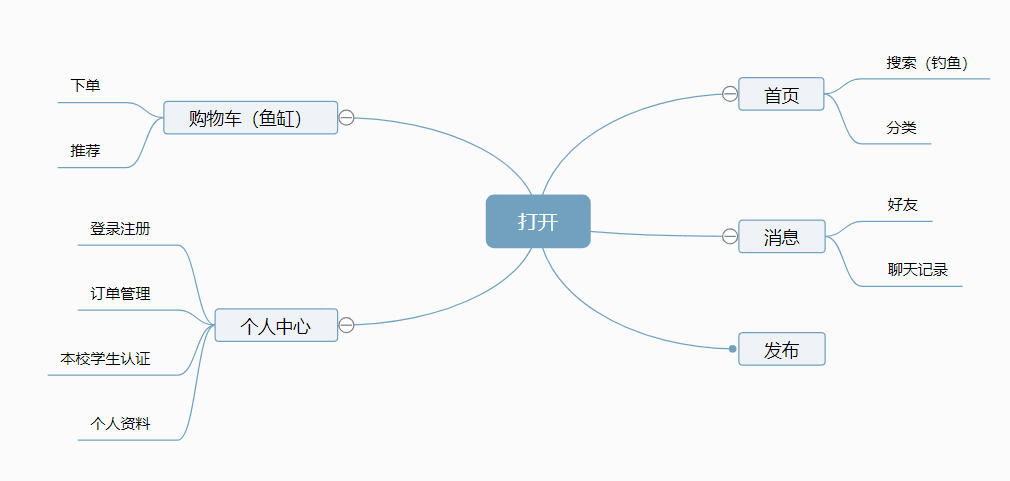 打开
首页
搜索（钓鱼）
分类
消息
好友
聊天记录
发布
购物车（鱼缸）
下单
推荐
个人中心
登录注册
订单管理
本校学生认证
个人资料